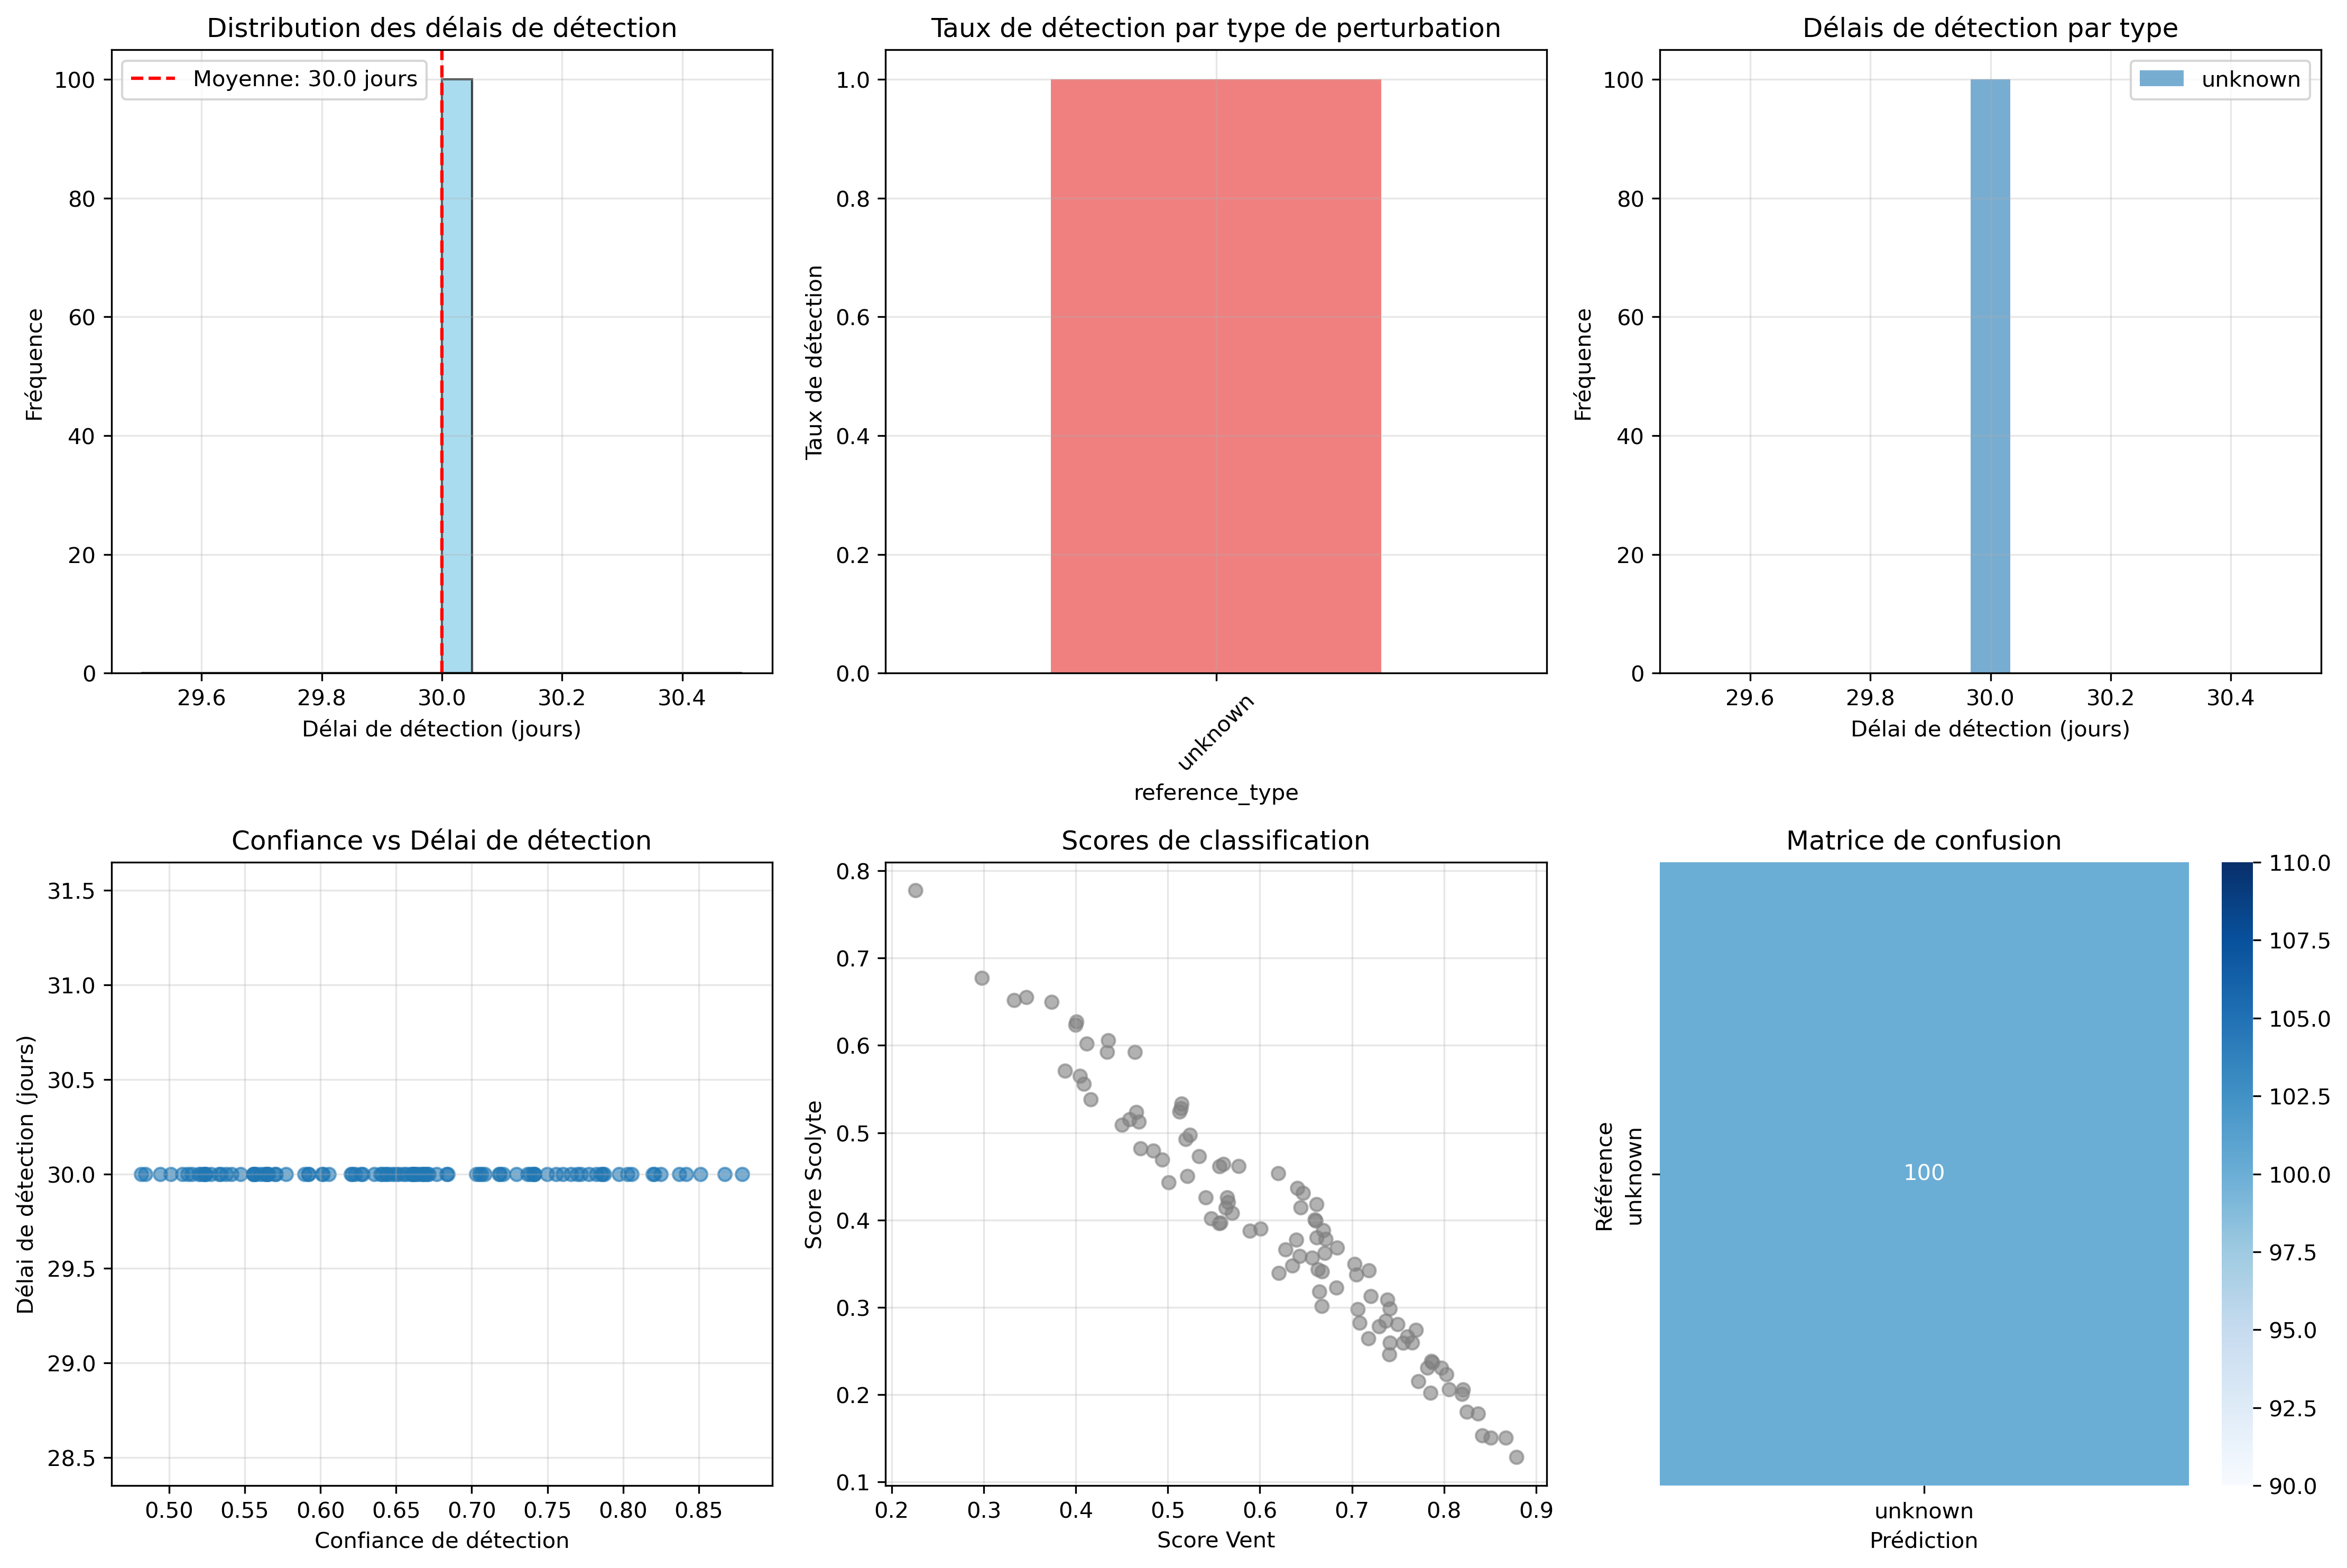 Distribution des délais de détection
Moyenne: 30.0 jours
100
80
60
40
20
0
Fréquence
29.6 29.8 30.0 30.2 30.4
Délai de détection (jours)
Taux de détection par type de perturbation
1.0
0.8
0.6
0.4
0.2
0.0
Taux de détection
unknown
reference_type
Délais de détection par type
unknown
100
80
60
40
20
0
Fréquence
29.6 29.8 30.0 30.2 30.4
Délai de détection (jours)
Confiance vs Délai de détection
31.5
31.0
30.5
30.0
29.5
29.0
28.5
Délai de détection (jours)
0.50 0.55 0.60 0.65 0.70 0.75 0.80 0.85
Confiance de détection
Scores de classification
0.8
0.7
0.6
0.5
0.4
0.3
0.2
0.1
Score Scolyte
0.2 0.3 0.4 0.5 0.6 0.7 0.8 0.9
Score Vent
Matrice de confusion
Référence
unknown
100
unknown
Prédiction
110.0
107.5
105.0
102.5
100.0
97.5
95.0
92.5
90.0